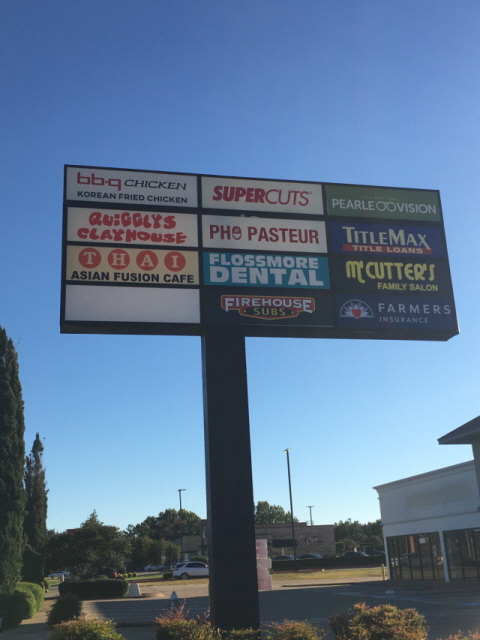 bb.q CHICKEN
KOREAN FRIED CHICKEN
SUPERCUTS
PEARLE VISION
QUIGGLYS
CLAYHOUSE
PHO PASTEUR
TITLEMAX
TITLE LOANS
THAI
ASIAN FUSION CAFE
FLOSSMORE
DENTAL
McCUTTER'S
FAMILY SALON
FIREHOUSE
SUBS
FARMERS
INSURANCE